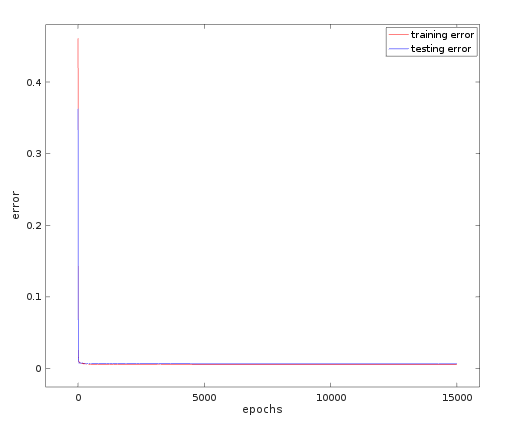 training error
testing error
0.4
0.3
0.2
0.1
0
error
0 5000 10000 15000
epochs